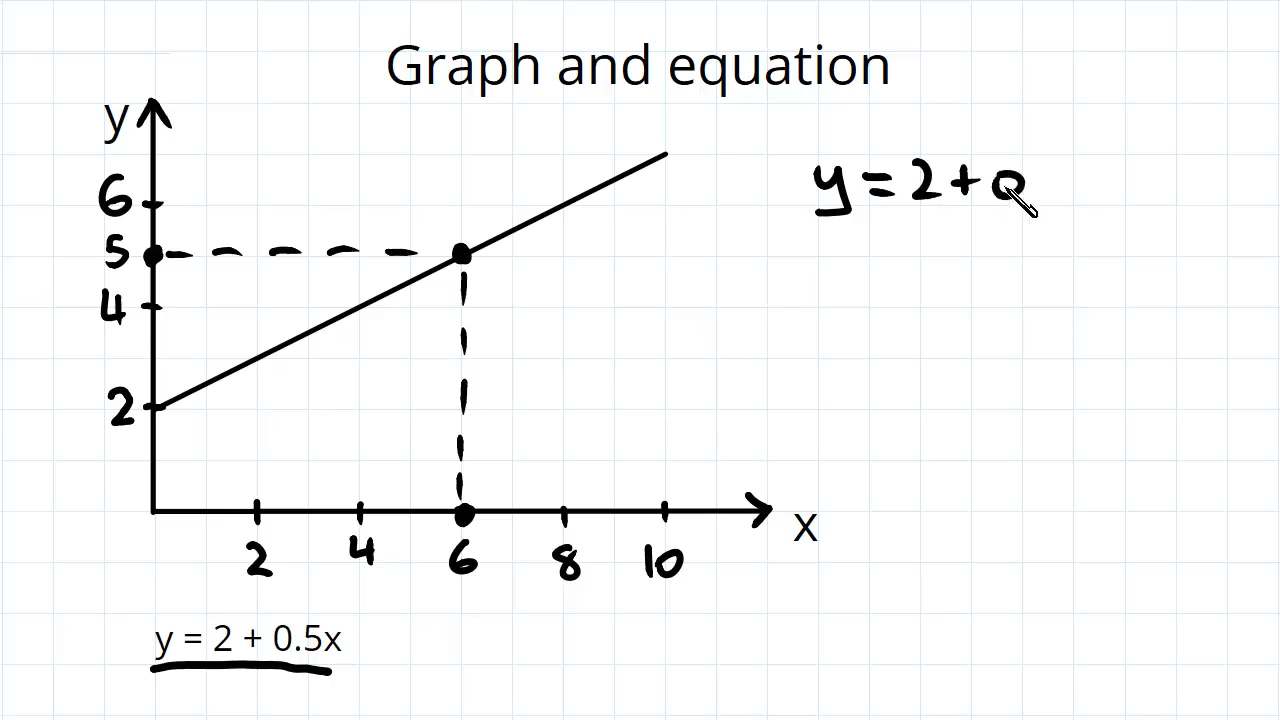 Graph and equation
y
y = 2 + 0
6
5
4
2
x
2 4 6 8 10
y = 2 + 0.5x